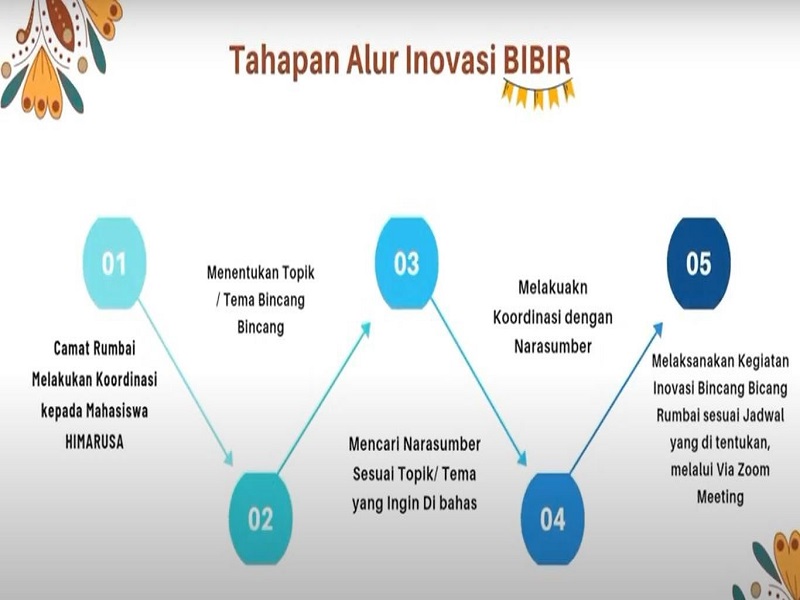 Tahapan Alur Inovasi BIBIR
01
Camat Rumbai
Melakukan Koordinasi
kepada Mahasiswa
HIMARUSA
02
Menentukan Topik
/ Tema Bincang
Bincang
03
Mencari Narasumber
Sesuai Topik/ Tema
yang Ingin Di bahas
04
Melakuakn
Koordinasi dengan
Narasumber
05
Melaksanakan Kegiatan
Inovasi Bincang Bicang
Rumbai sesuai Jadwal
yang di tentukan,
melalui Via Zoom
Meeting